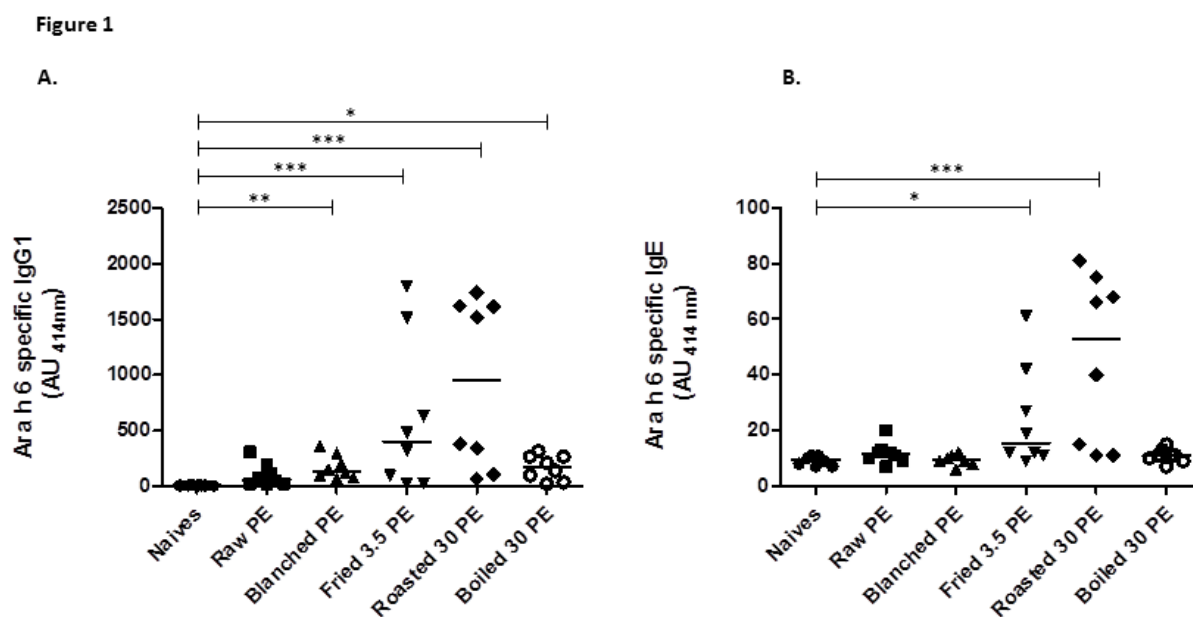 Figure 1
A.
*
***
***
**
2500
2000
1500
1000
500
0
Ara h 6 specific IgG1
(AU 414nm)
Naives
Raw PE
Blanched PE
Fried 3.5 PE
Roasted 30 PE
Boiled 30 PE
B.
***
*
100
80
60
40
20
0
Ara h 6 specific IgE
(AU 414 nm)
Naives
Raw PE
Blanched PE
Fried 3.5 PE
Roasted 30 PE
Boiled 30 PE